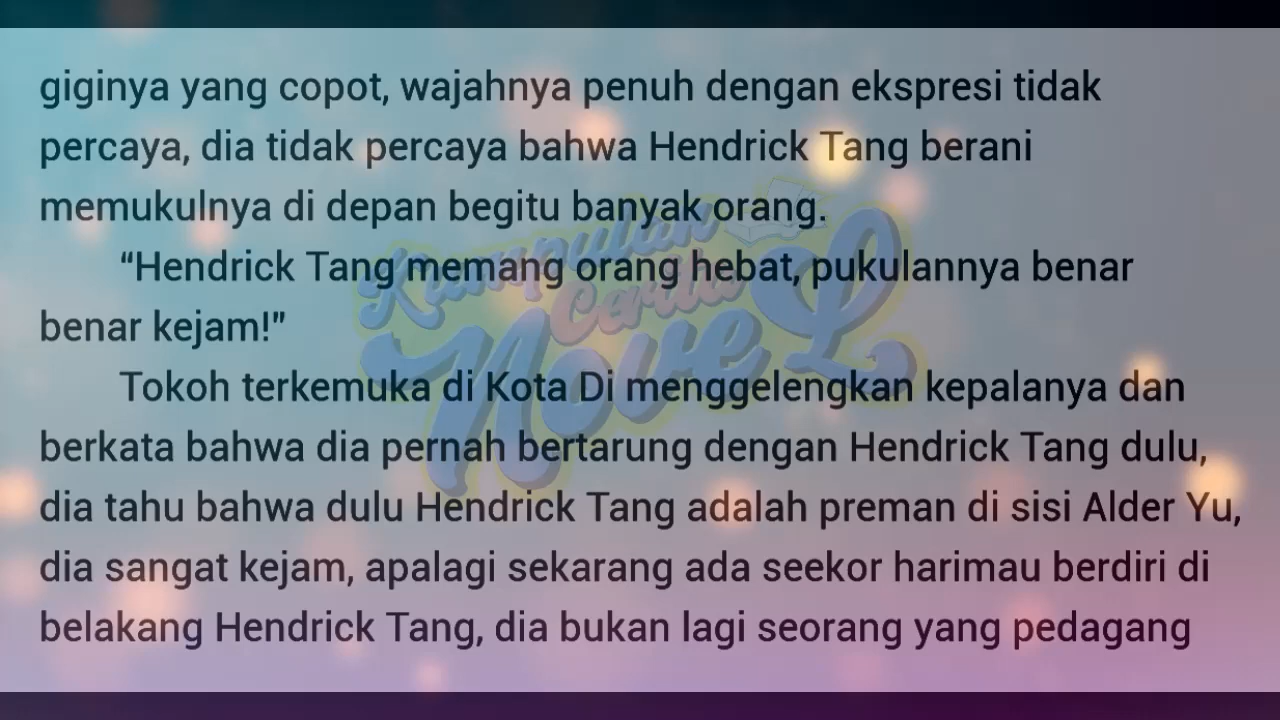 giginya yang copot, wajahnya penuh dengan ekspresi tidak
percaya, dia tidak percaya bahwa Hendrick Tang berani
memukulnya di depan begitu banyak orang.
“Hendrick Tang memang orang hebat, pukulannya benar
benar kejam!”
Tokoh terkemuka di Kota Di menggelengkan kepalanya dan
berkata bahwa dia pernah bertarung dengan Hendrick Tang dulu,
dia tahu bahwa dulu Hendrick Tang adalah preman di sisi Alder Yu,
dia sangat kejam, apalagi sekarang ada seekor harimau berdiri di
belakang Hendrick Tang, dia bukan lagi seorang yang pedagang
Kumpulan
Cerita
NoveL